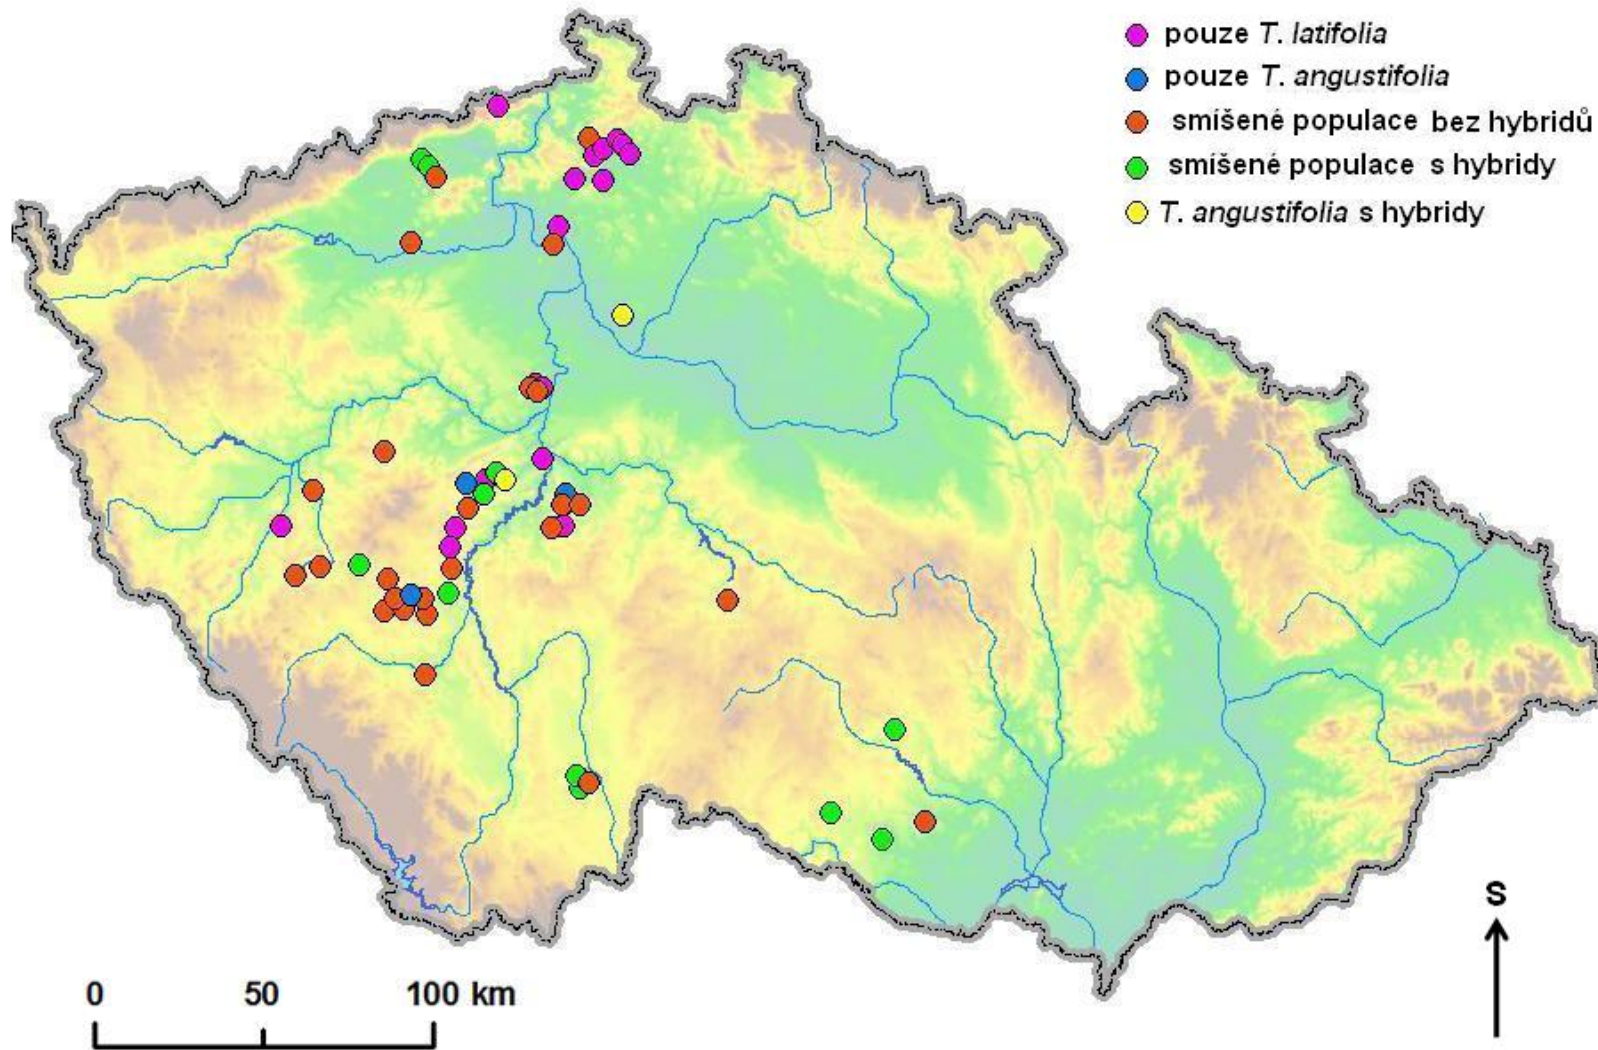 pouze T. latifolia
pouze T. angustifolia
smíšené populace bez hybridů
smíšené populace s hybridy
T. angustifolia s hybridy
S
0 50 100 km